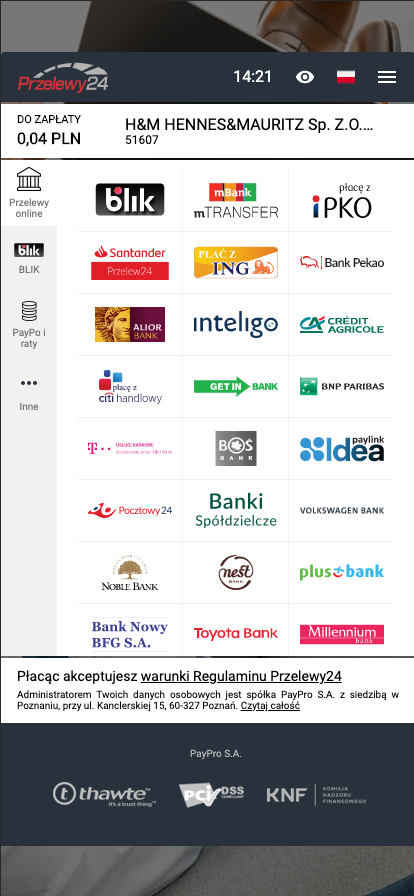 Przelewy24
14:21
DO ZAPŁATY
0,04 PLN
H&M HENNES&MAURITZ Sp. Z.O....
51607
Przelewy
online
blik
BLIK
PayPo i
raty
Inne
blik
mBank
mTRANSFER
płacę z
iPKO
Santander
Przelew24
PŁAĆ Z
ING
Bank Pekao
ALIOR
BANK
inteligo
CRÉDIT
AGRICOLE
płacę z
citi handlowy
GET IN BANK
BNP PARIBAS
T
USŁUGI BANKOWE
dostarczane przez Alior Bank
BOŚ
BANK
paylink
Idea
Pocztowy24
Banki
Spółdzielcze
VOLKSWAGEN BANK
NOBLE BANK
nest
BANK
plus bank
Bank Nowy
BFG S.A.
Toyota Bank
Millennium
bank
Płacąc akceptujesz warunki Regulaminu Przelewy24
Administratorem Twoich danych osobowych jest spółka PayPro S.A. z siedzibą w
Poznaniu, przy ul. Kanclerskiej 15, 60-327 Poznań. Czytaj całość
PayPro S.A.
thawte
it's a trust thing™
PCI DSS
COMPLIANT
KNF
KOMISJA
NADZORU
FINANSOWEGO